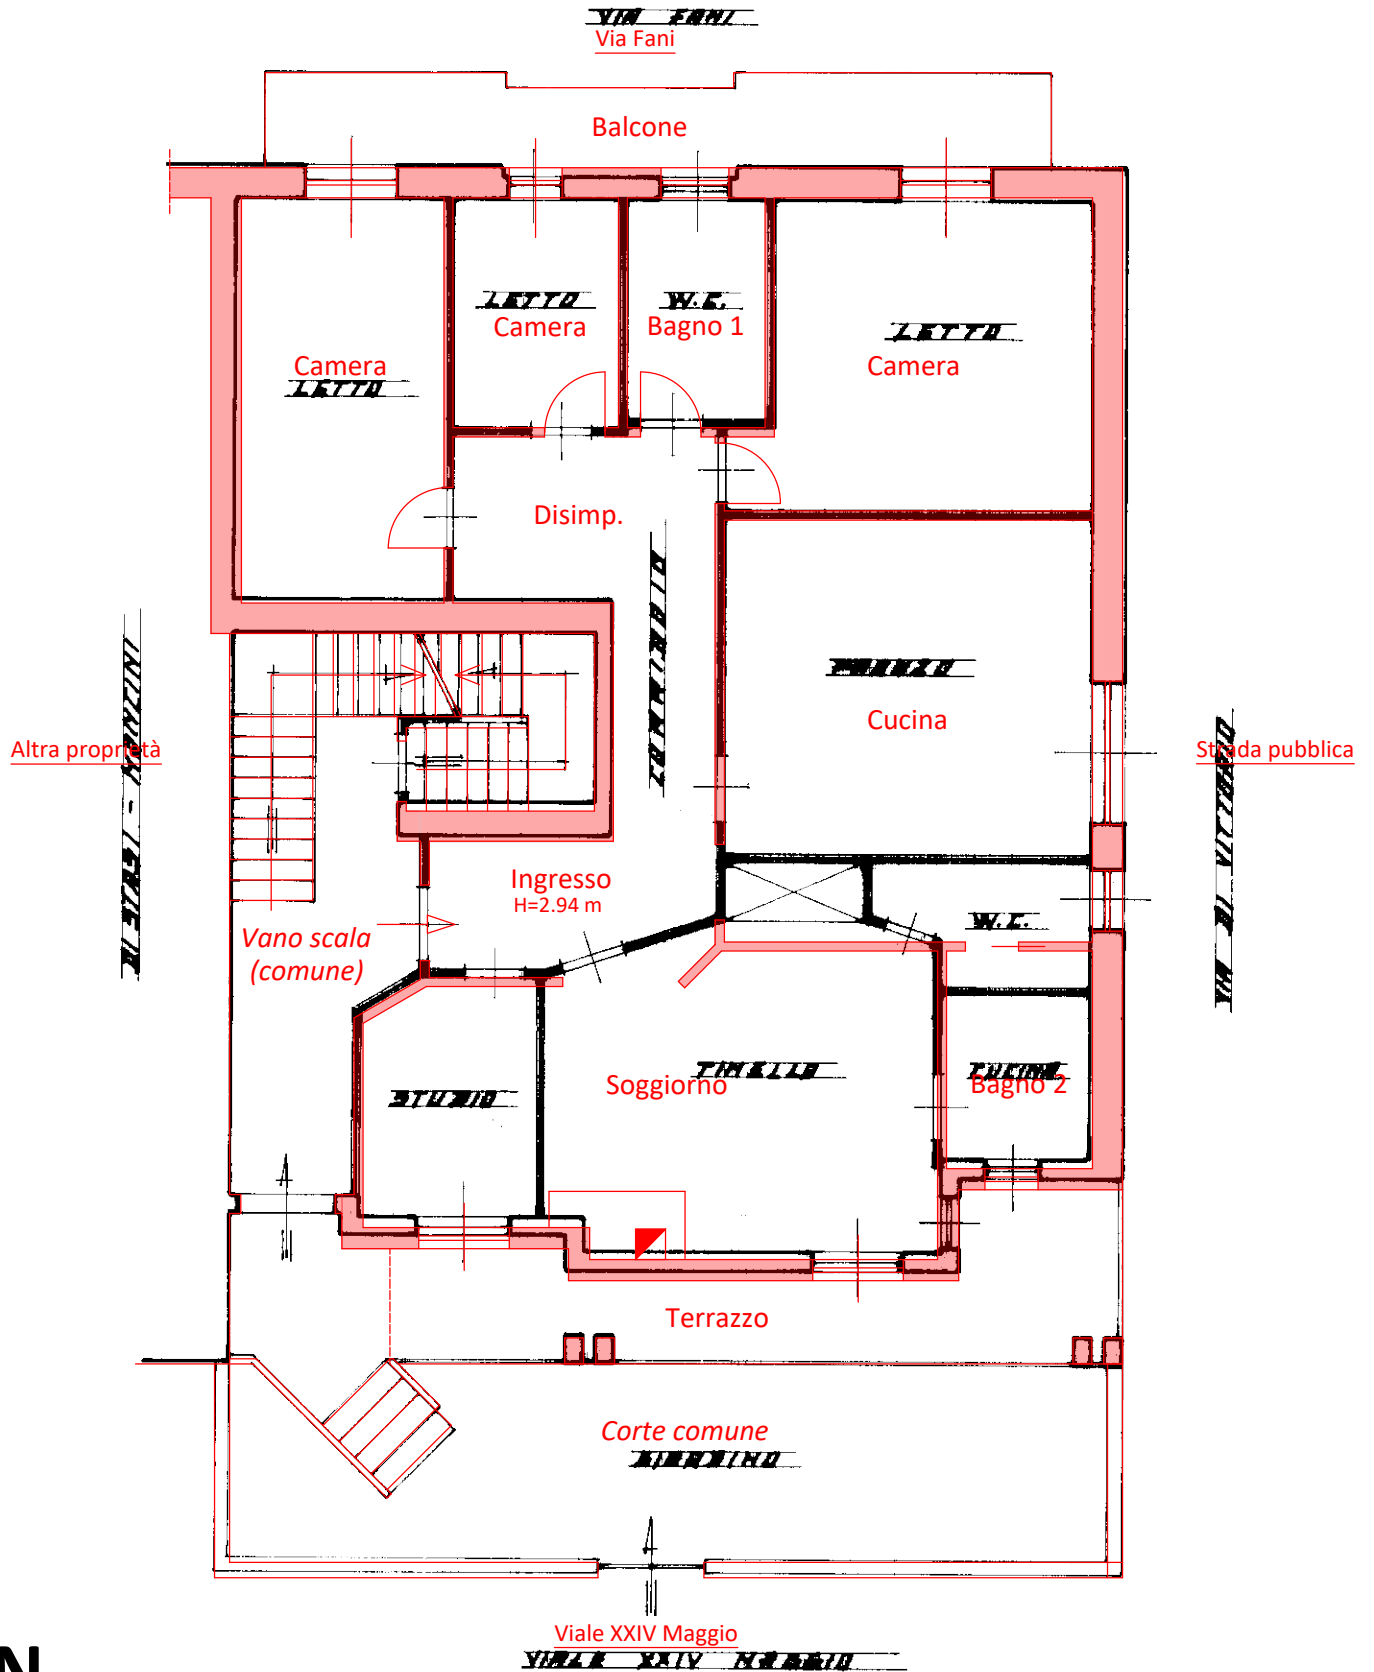 VIA FANI
Via Fani
Balcone
LETTO
Camera
W.C.
Bagno 1
LETTO
Camera
Camera
LETTO
Disimp.
CORRIDOIO
PRANZO
Cucina
Altra proprietà
Strada pubblica
Ingresso
H=2.94 m
Vano scala
(comune)
W.C.
STUDIO
Soggiorno
TINELLO
CUCINA
Bagno 2
Terrazzo
Corte comune
GIARDINO
Viale XXIV Maggio
VIALE XXIV MAGGIO
N